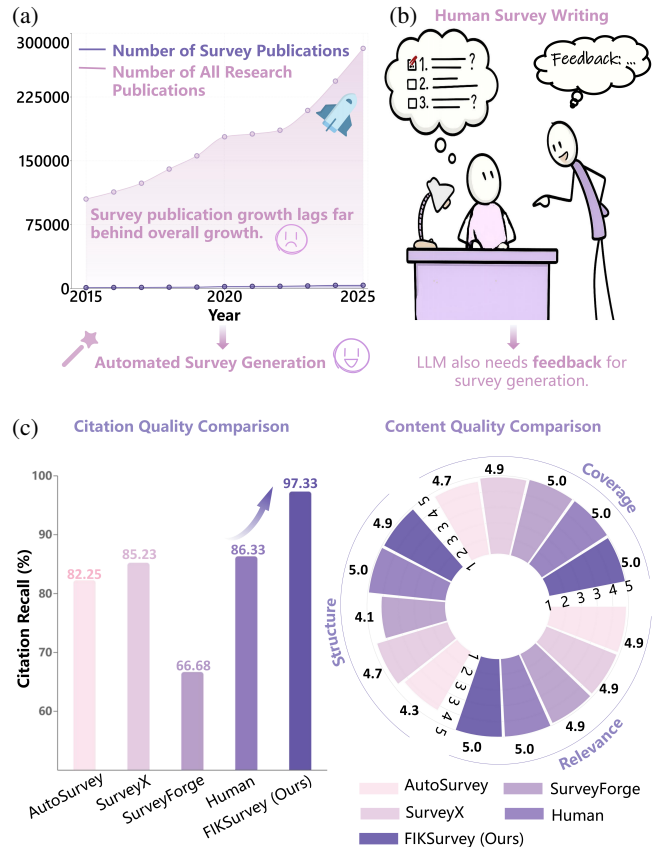 (a)
300000
225000
150000
75000
0
Number of Survey Publications
Number of All Research
Publications
Survey publication growth lags far
behind overall growth.
2015
2020
2025
Year
Automated Survey Generation
(b)
Human Survey Writing
1. ?
2.
3. ?
Feedback: ...
LLM also needs feedback for
survey generation.
(c)
Citation Quality Comparison
Citation Recall (%)
100
90
80
70
60
82.25
85.23
66.68
86.33
97.33
AutoSurvey
SurveyX
SurveyForge
Human
FIKSurvey (Ours)
Content Quality Comparison
Coverage
4.7
4.9
5.0
5.0
5.0
1 2 3 3 4 5
Relevance
4.9
4.9
4.9
5.0
5.0
1 2 3 3 4 5
Structure
4.3
4.7
4.1
5.0
4.9
1 2 3 3 4 5
AutoSurvey
SurveyForge
SurveyX
Human
FIKSurvey (Ours)